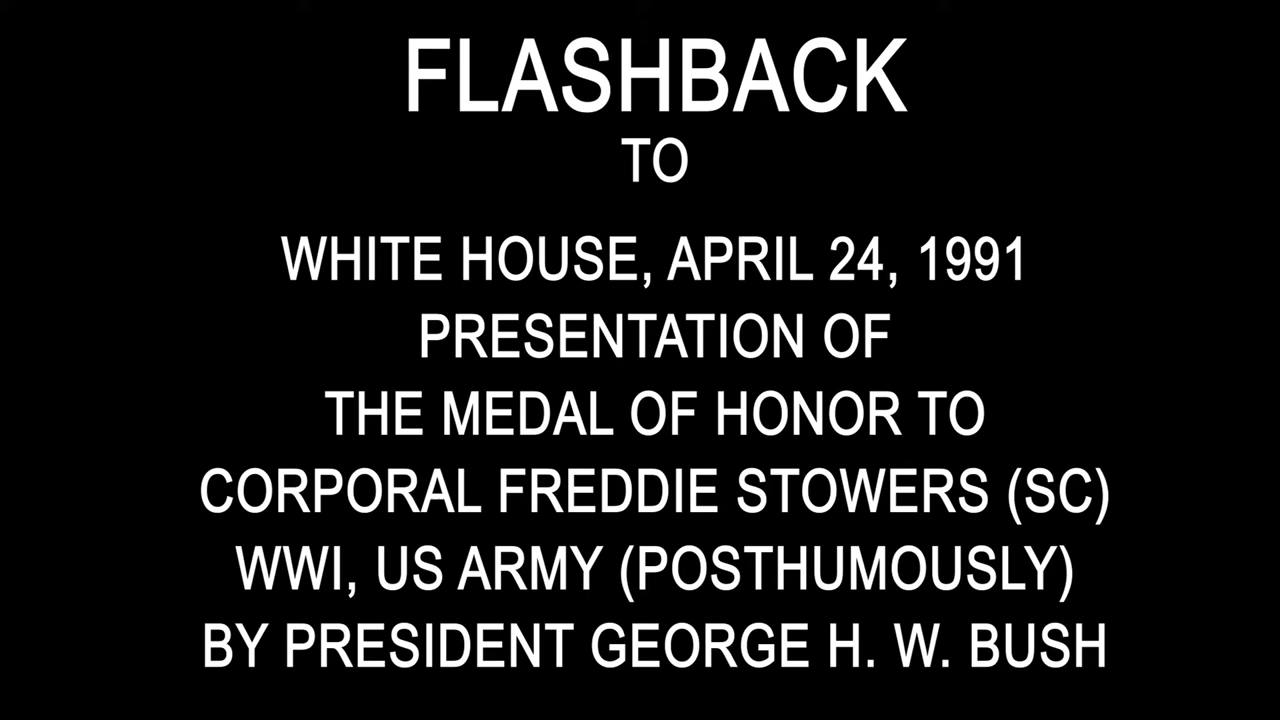 FLASHBACK
TO
WHITE HOUSE, APRIL 24, 1991
PRESENTATION OF
THE MEDAL OF HONOR TO
CORPORAL FREDDIE STOWERS (SC)
WWI, US ARMY (POSTHUMOUSLY)
BY PRESIDENT GEORGE H. W. BUSH